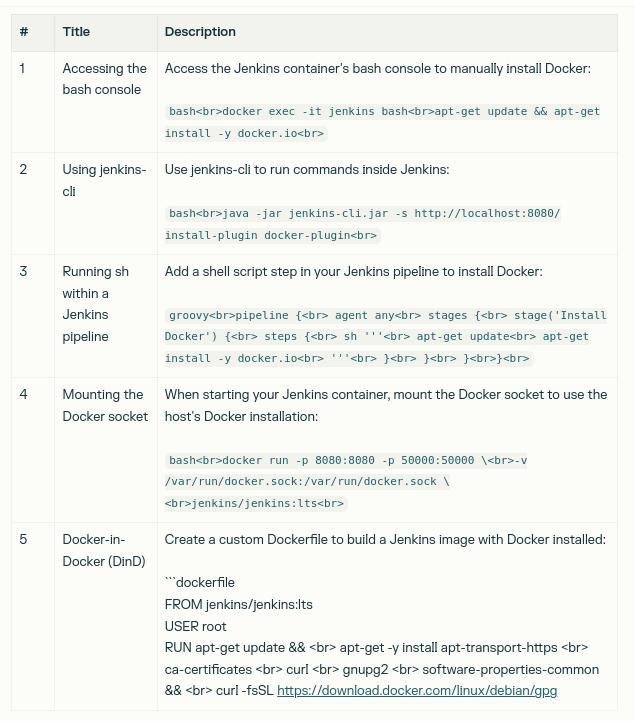 # Title Description
1 Accessing the Access the Jenkins container's bash console to manually install Docker:
bash console
bash<br>docker exec -it jenkins bash<br>apt-get update && apt-get
install -y docker.io<br>
2 Using jenkins- Use jenkins-cli to run commands inside Jenkins:
cli
bash<br>java -jar jenkins-cli.jar -s http://localhost:8080/
install-plugin docker-plugin<br>
3 Running sh Add a shell script step in your Jenkins pipeline to install Docker:
within a
Jenkins groovy<br>pipeline {<br> agent any<br> stages {<br> stage('Install
pipeline Docker') {<br> steps {<br> sh '''<br> apt-get update<br> apt-get
install -y docker.io<br> '''<br> }<br> }<br> }<br>}<br>
4 Mounting the When starting your Jenkins container, mount the Docker socket to use the
Docker socket host's Docker installation:
bash<br>docker run -p 8080:8080 -p 50000:50000 \<br>-v
/var/run/docker.sock:/var/run/docker.sock \
<br>jenkins/jenkins:lts<br>
5 Docker-in- Create a custom Dockerfile to build a Jenkins image with Docker installed:
Docker (DinD)
```dockerfile
FROM jenkins/jenkins:lts
USER root
RUN apt-get update && <br> apt-get -y install apt-transport-https <br>
ca-certificates <br> curl <br> gnupg2 <br> software-properties-common
&& <br> curl -fsSL https://download.docker.com/linux/debian/gpg